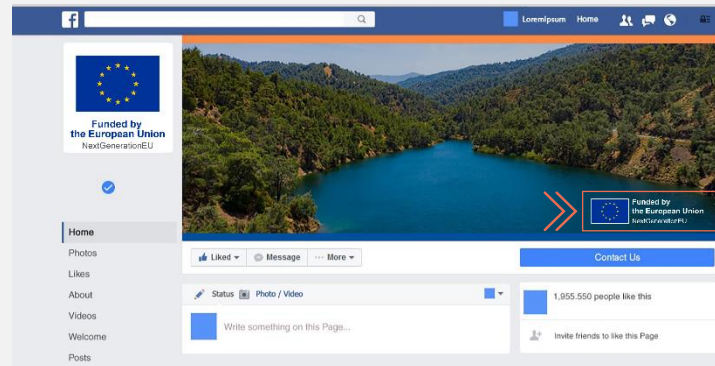 f
LoremIpsum Home
Funded by
the European Union
NextGenerationEU
Funded by
the European Union
NextGenerationEU
Home
Photos
Likes
About
Videos
Welcome
Posts
Liked
Message
··· More
Contact Us
Status
Photo / Video
Write something on this Page...
1,955.550 people like this
Invite friends to like this Page